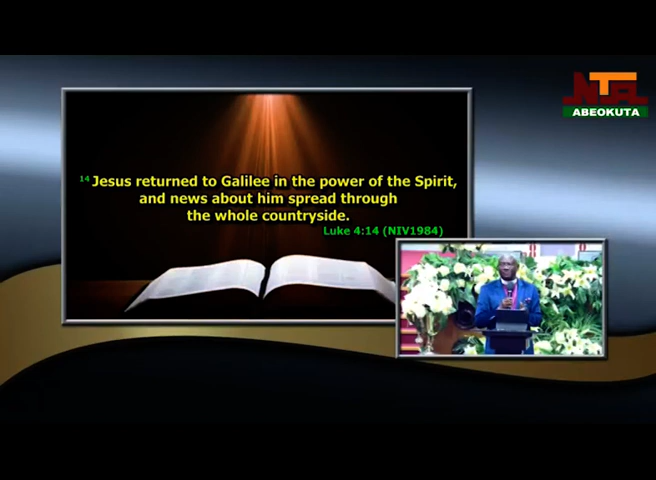 NTA
ABEOKUTA
14 Jesus returned to Galilee in the power of the Spirit,
and news about him spread through
the whole countryside.
Luke 4:14 (NIV1984)